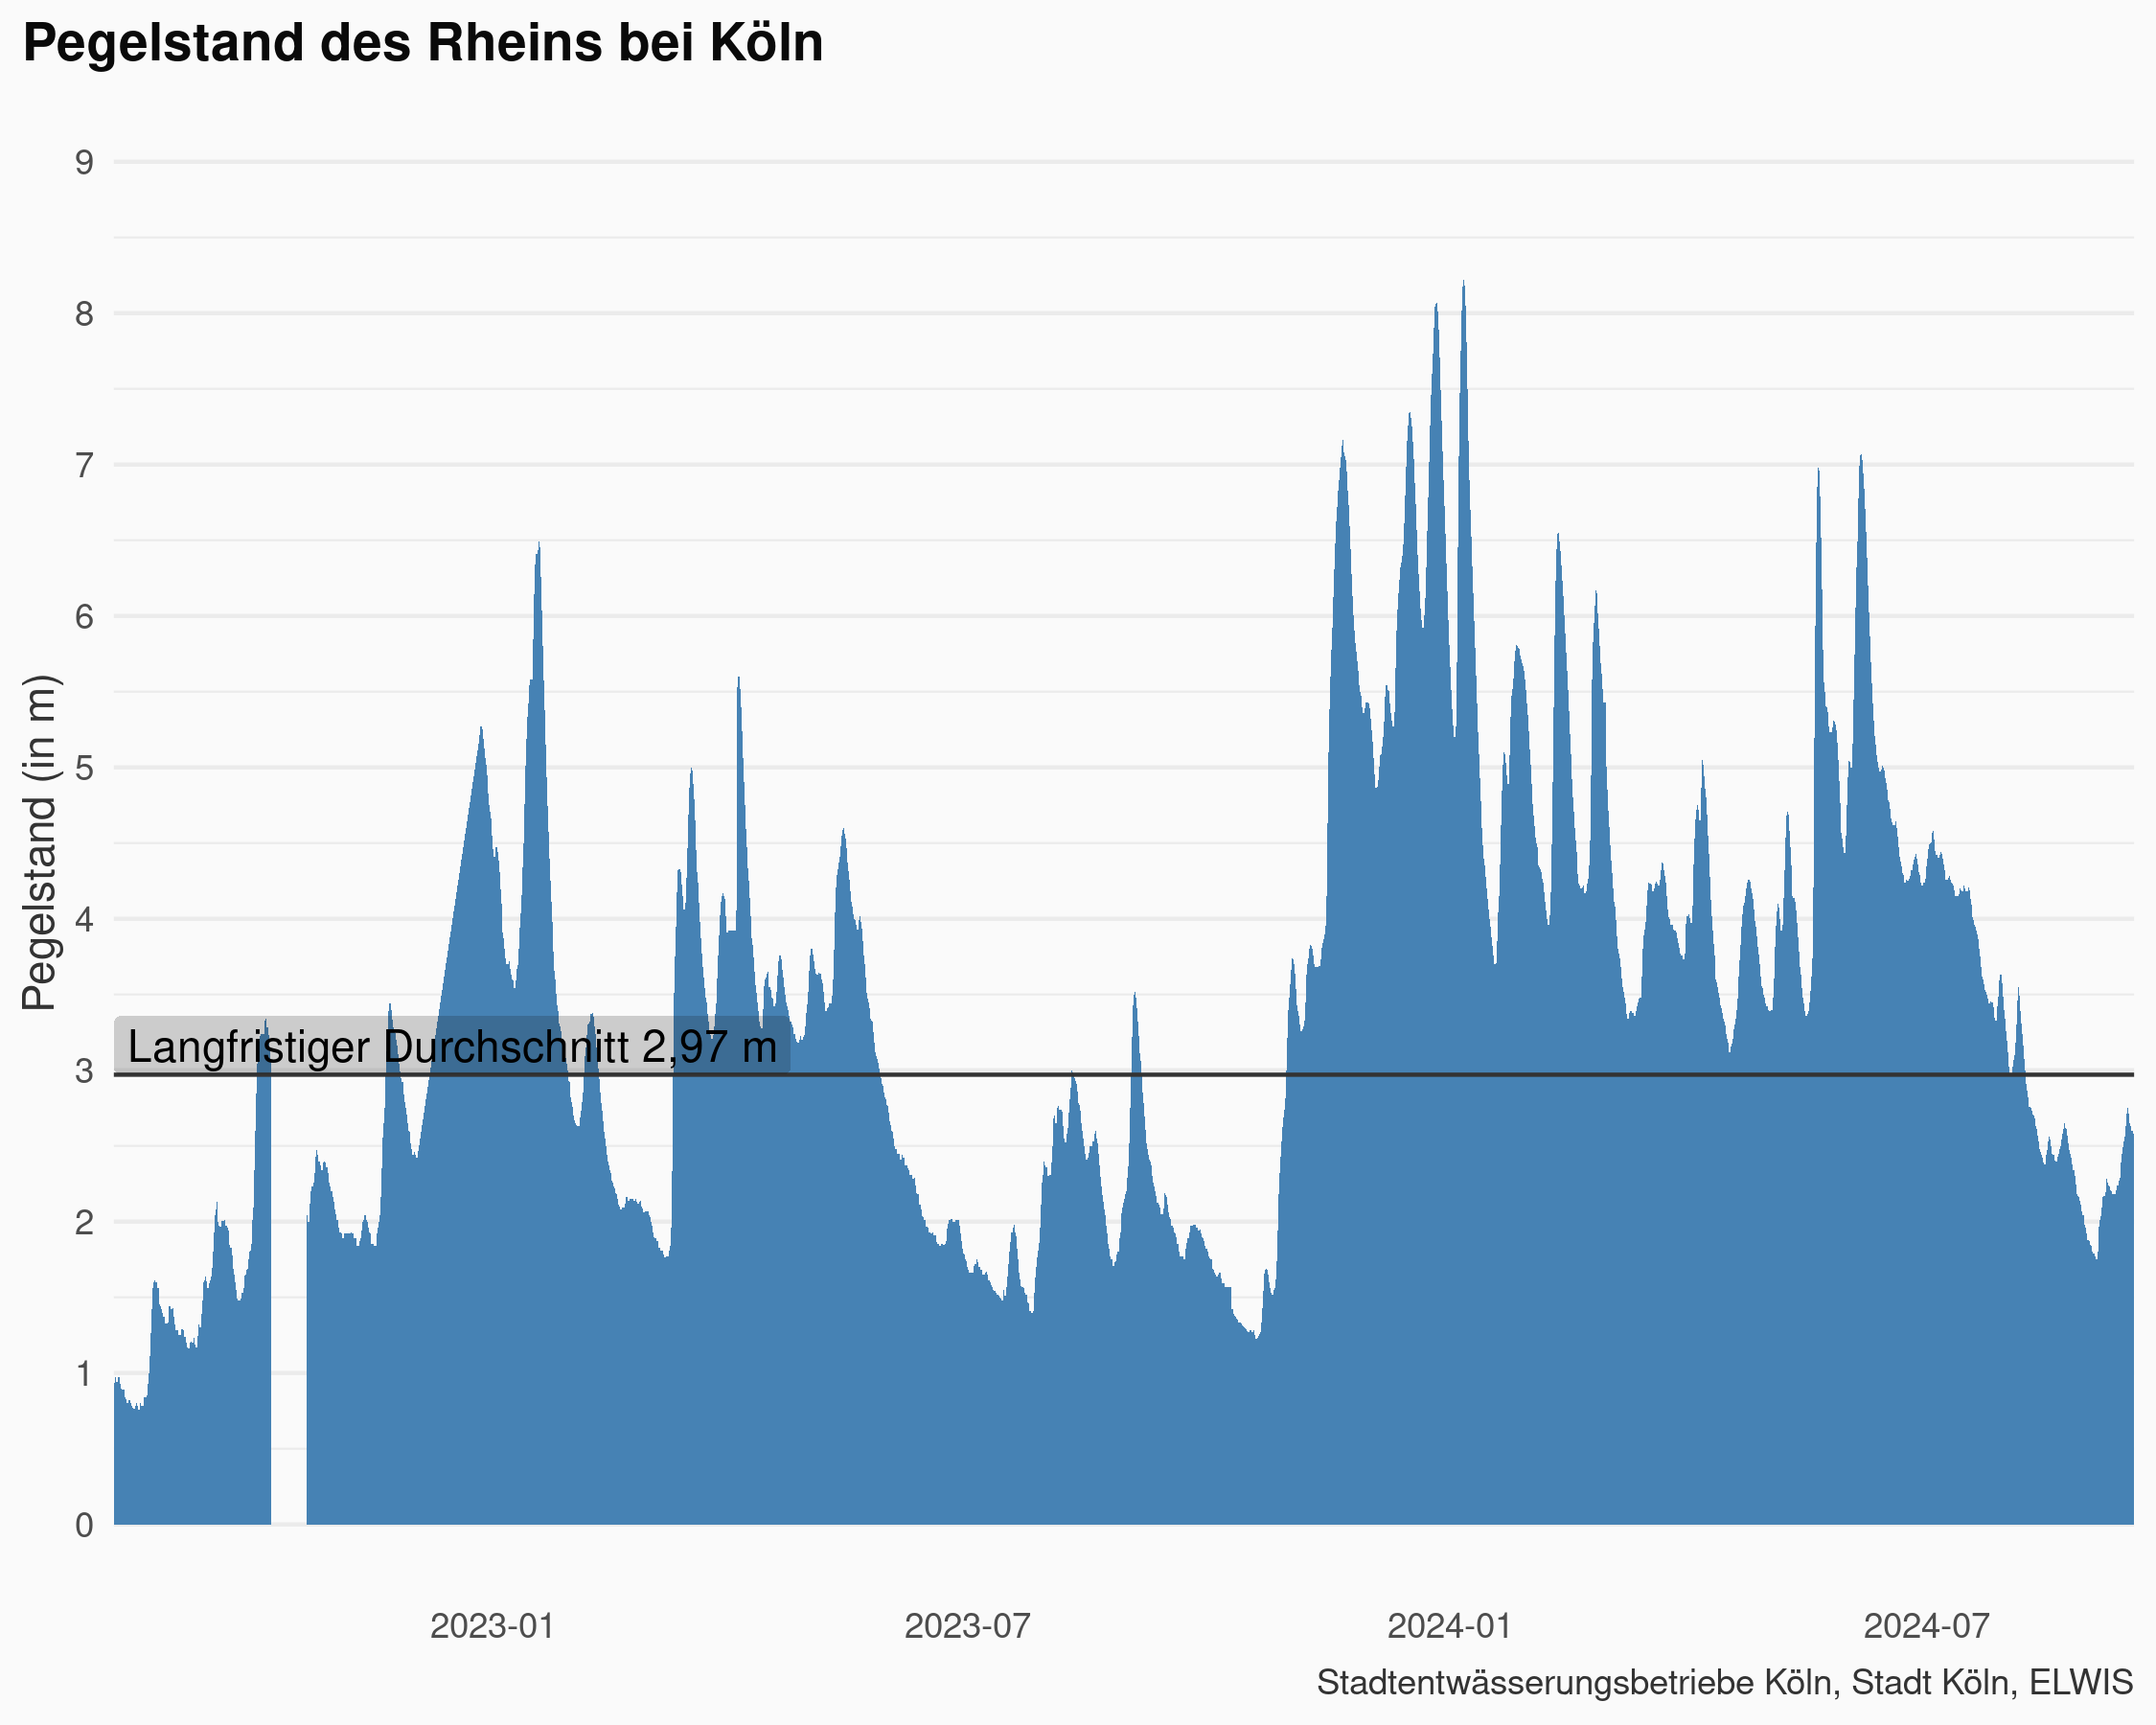 Pegelstand des Rheins bei Köln
Pegelstand (in m)
9
8
7
6
5
4
Langfristiger Durchschnitt 2,97 m
3
2
1
0
2023-01 2023-07 2024-01 2024-07
Stadtentwässerungsbetriebe Köln, Stadt Köln, ELWIS